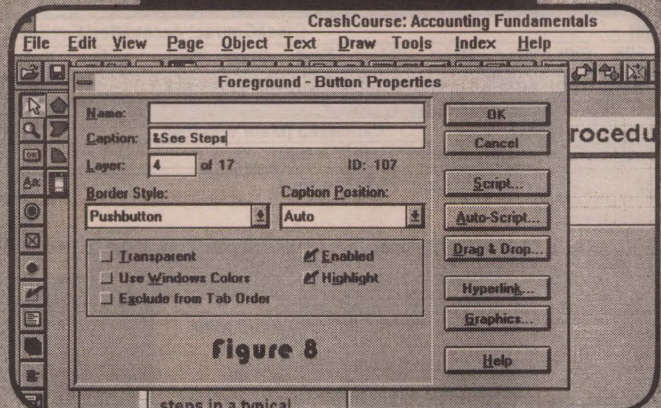 CrashCourse: Accounting Fundamentals
File Edit View Page Object Text Draw Tools Index Help
Foreground - Button Properties
Name:
Caption: &See Steps
Layer: 4 of 17 ID: 107
Border Style: Caption Position:
Pushbutton Auto
Transparent Enabled
Use Windows Colors Highlight
Exclude from Tab Order
OK
Cancel
Script...
Auto-Script...
Drag & Drop...
Hyperlink...
Graphics...
Help
rocedu
OK
Aa:
Figure 8
steps in a typical